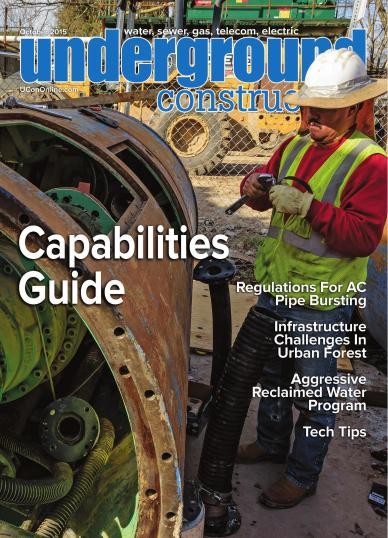 October 2015
water, sewer, gas, telecom, electric
underground
construc
UConOnline.com
Capabilities
Guide
Regulations For AC
Pipe Bursting
Infrastructure
Challenges In
Urban Forest
Aggressive
Reclaimed Water
Program
Tech Tips